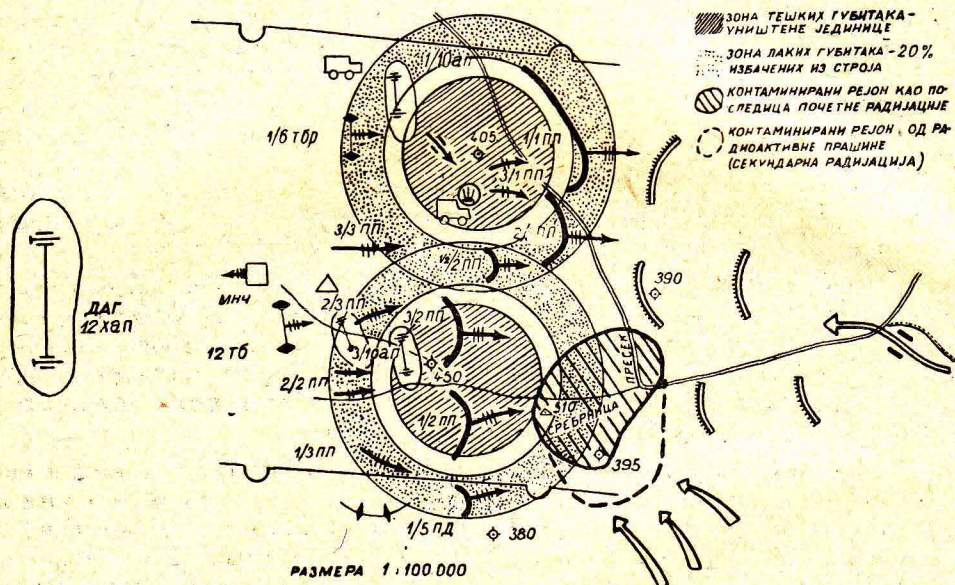 ЗОНА ТЕШКИХ ГУБИТАКА-
УНИШТЕНЕ ЈЕДИНИЦЕ
ЗОНА ЛАКИХ ГУБИТАКА-20%
ИЗБАЧЕНИХ ИЗ СТРОЈА
КОНТАМИНИРАНИ РЕЈОН КАО ПО-
СЛЕДИЦА ПОЧЕТНЕ РАДИЈАЦИЈЕ
КОНТАМИНИРАНИ РЕЈОН ОД РА-
ДИОАКТИВНЕ ПРАШИНЕ
(СЕКУНДАРНА РАДИЈАЦИЈА)
1/10ап
1/6 тбр
405
1/1 ПП
3/1 ПП
3/3 ПП
2/1 ПП
1/2 ПП
390
МНЧ
2/3 ПП
3/2 ПП
ДАГ
12 ХАП
12 ТБ
3/10ап
450
ПРЕСЕК
2/2 ПП
510
1/2 ПП
1/3 ПП
395
1/5 ПД
380
РАЗМЕРА 1:100.000